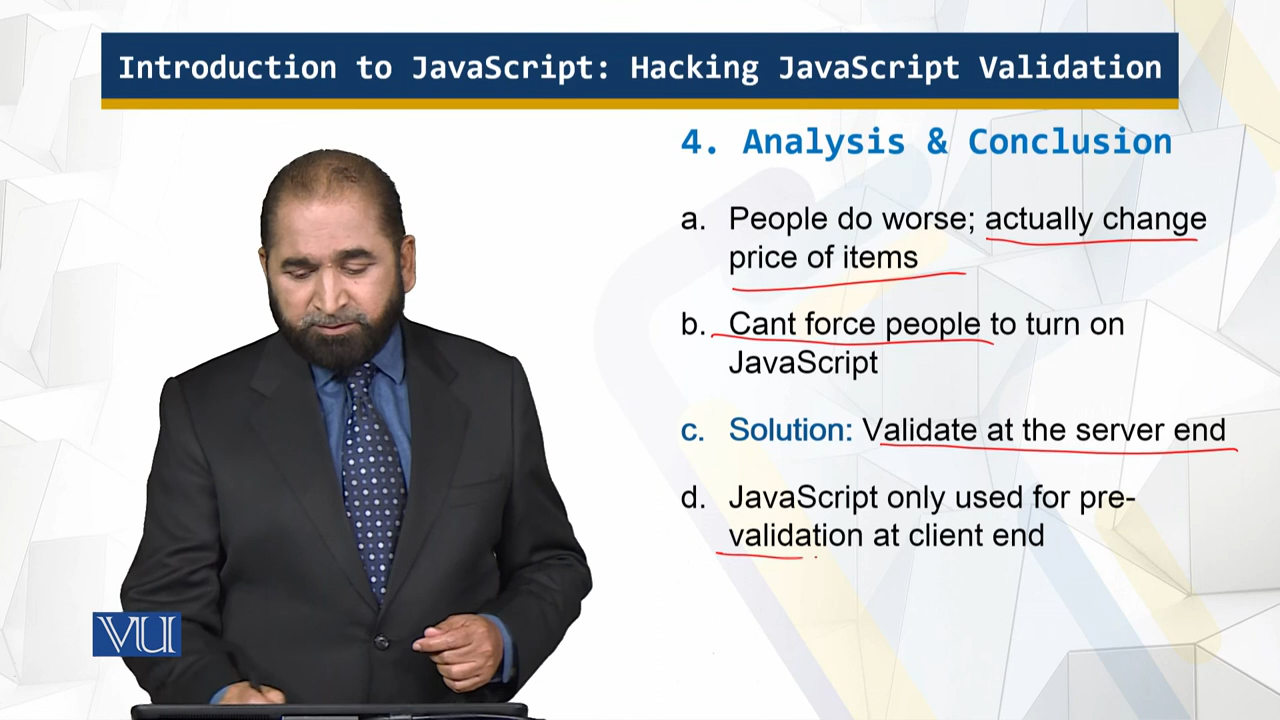 Introduction to JavaScript: Hacking JavaScript Validation
4. Analysis & Conclusion
a. People do worse; actually change
price of items
b. Cant force people to turn on
JavaScript
c. Solution: Validate at the server end
d. JavaScript only used for pre-
validation at client end
VU